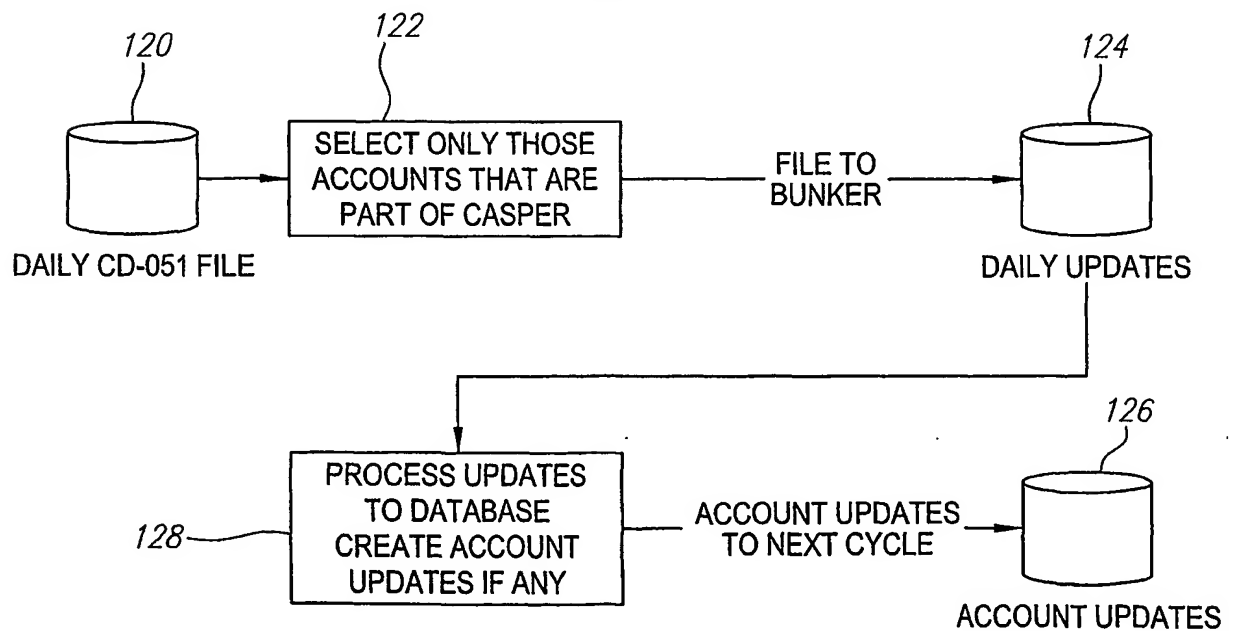 120
122
124
SELECT ONLY THOSE
ACCOUNTS THAT ARE
PART OF CASPER
FILE TO
BUNKER
DAILY CD-051 FILE
DAILY UPDATES
126
128
PROCESS UPDATES
TO DATABASE
CREATE ACCOUNT
UPDATES IF ANY
ACCOUNT UPDATES
TO NEXT CYCLE
ACCOUNT UPDATES